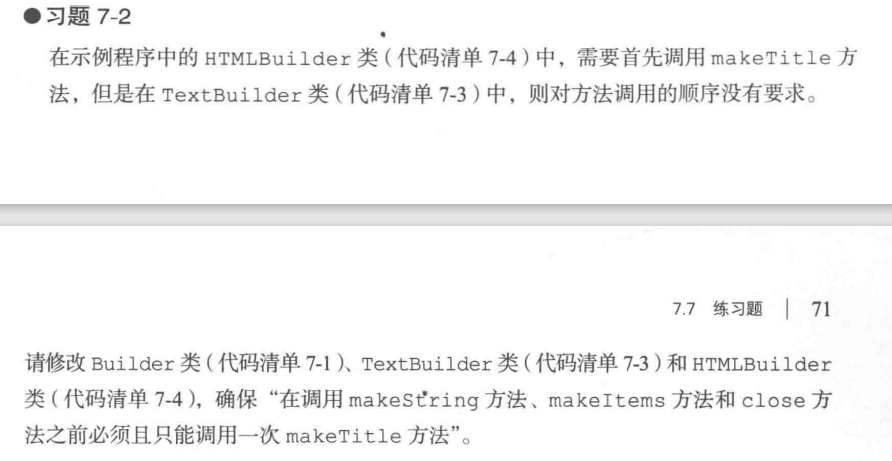 ●习题 7-2
在示例程序中的 HTMLBuilder 类（代码清单 7-4）中，需要首先调用 makeTitle 方
法，但是在 TextBuilder 类（代码清单 7-3）中，则对方法调用的顺序没有要求。
7.7 练习题 | 71
请修改 Builder 类（代码清单 7-1）、TextBuilder 类（代码清单 7-3）和 HTMLBuilder
类（代码清单 7-4），确保“在调用 makeString 方法、makeItems 方法和 close 方
法之前必须且只能调用一次 makeTitle 方法”。